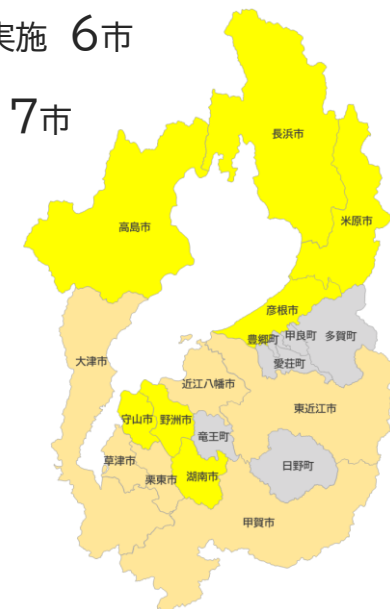 実施 6市
7市
長浜市
高島市
米原市
彦根市
豊郷町 甲良町 多賀町
愛荘町
大津市
近江八幡市
東近江市
守山市 野洲市
竜王町
草津市
日野町
栗東市 湖南市
甲賀市